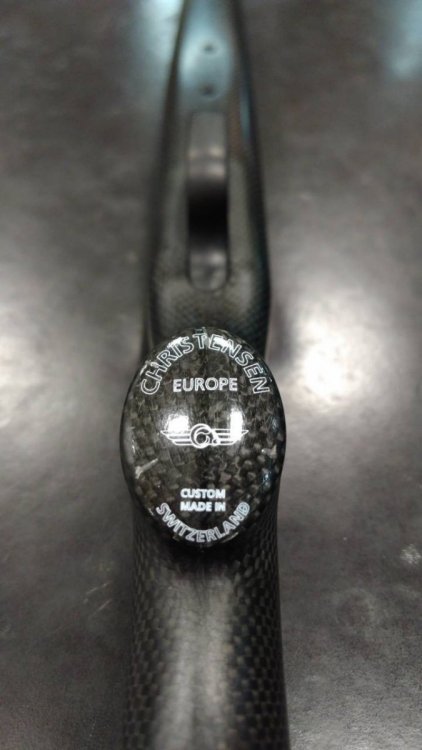 CHRISTENSEN
EUROPE
CUSTOM
MADE IN
SWITZERLAND